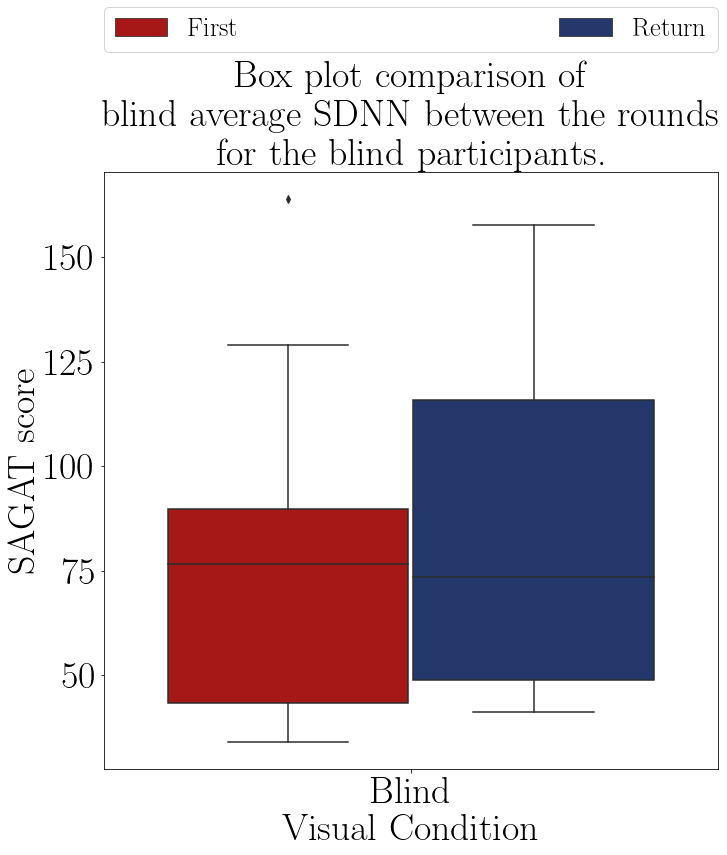 First
Return
Box plot comparison of
blind average SDNN between the rounds
for the blind participants.
150
125
100
75
50
SAGAT score
Blind
Visual Condition